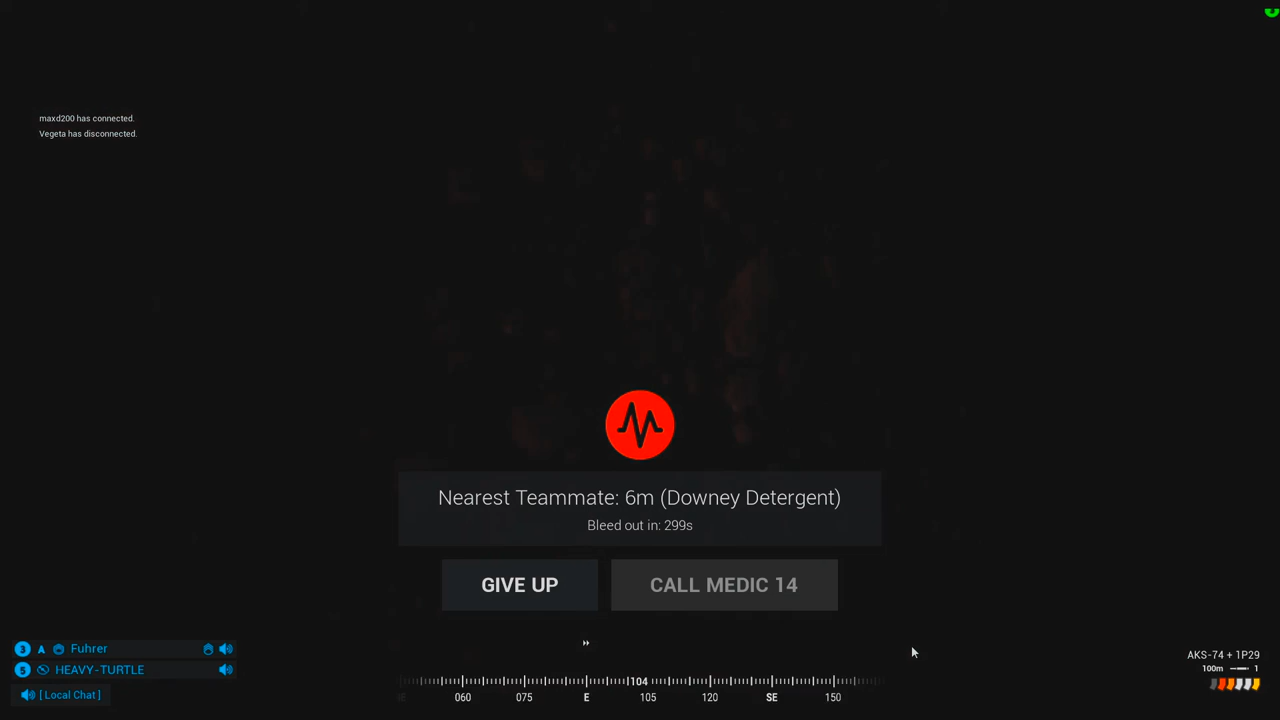 maxd200 has connected.
Vegeta has disconnected.
Nearest Teammate: 6m (Downey Detergent)
Bleed out in: 299s
GIVE UP
CALL MEDIC 14
3 A Fuhrer
5 HEAVY-TURTLE
[ Local Chat ]
104
060 075 E 105 120 SE 150
AKS-74 + 1P29
100m 1